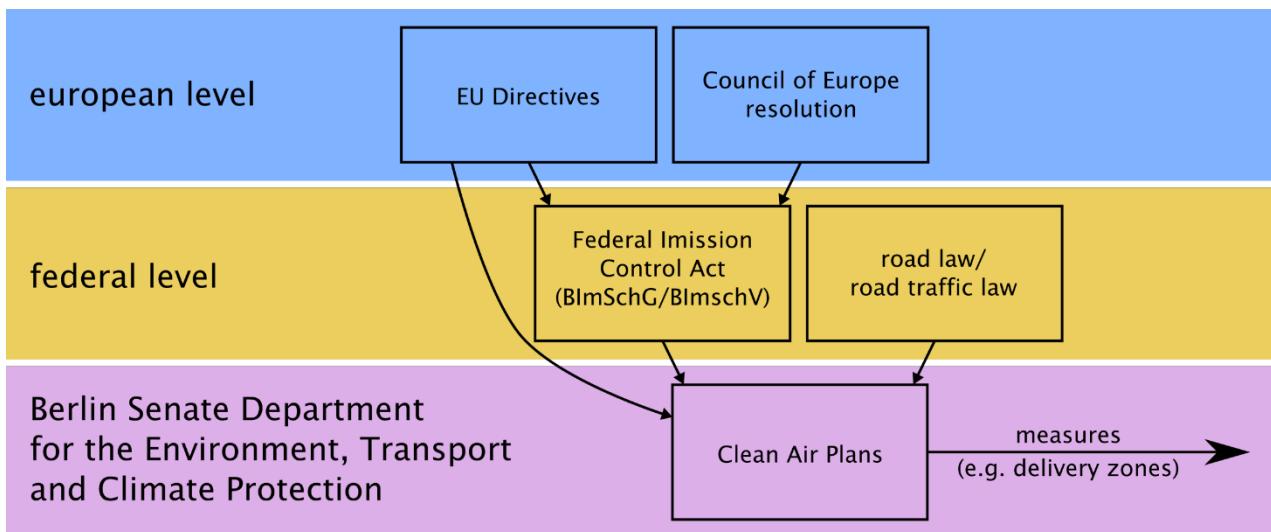 european level
EU Directives
Council of Europe
resolution
federal level
Federal Imission
Control Act
(BImSchG/BImschV)
road law/
road traffic law
Berlin Senate Department
for the Environment, Transport
and Climate Protection
Clean Air Plans
measures
(e.g. delivery zones)